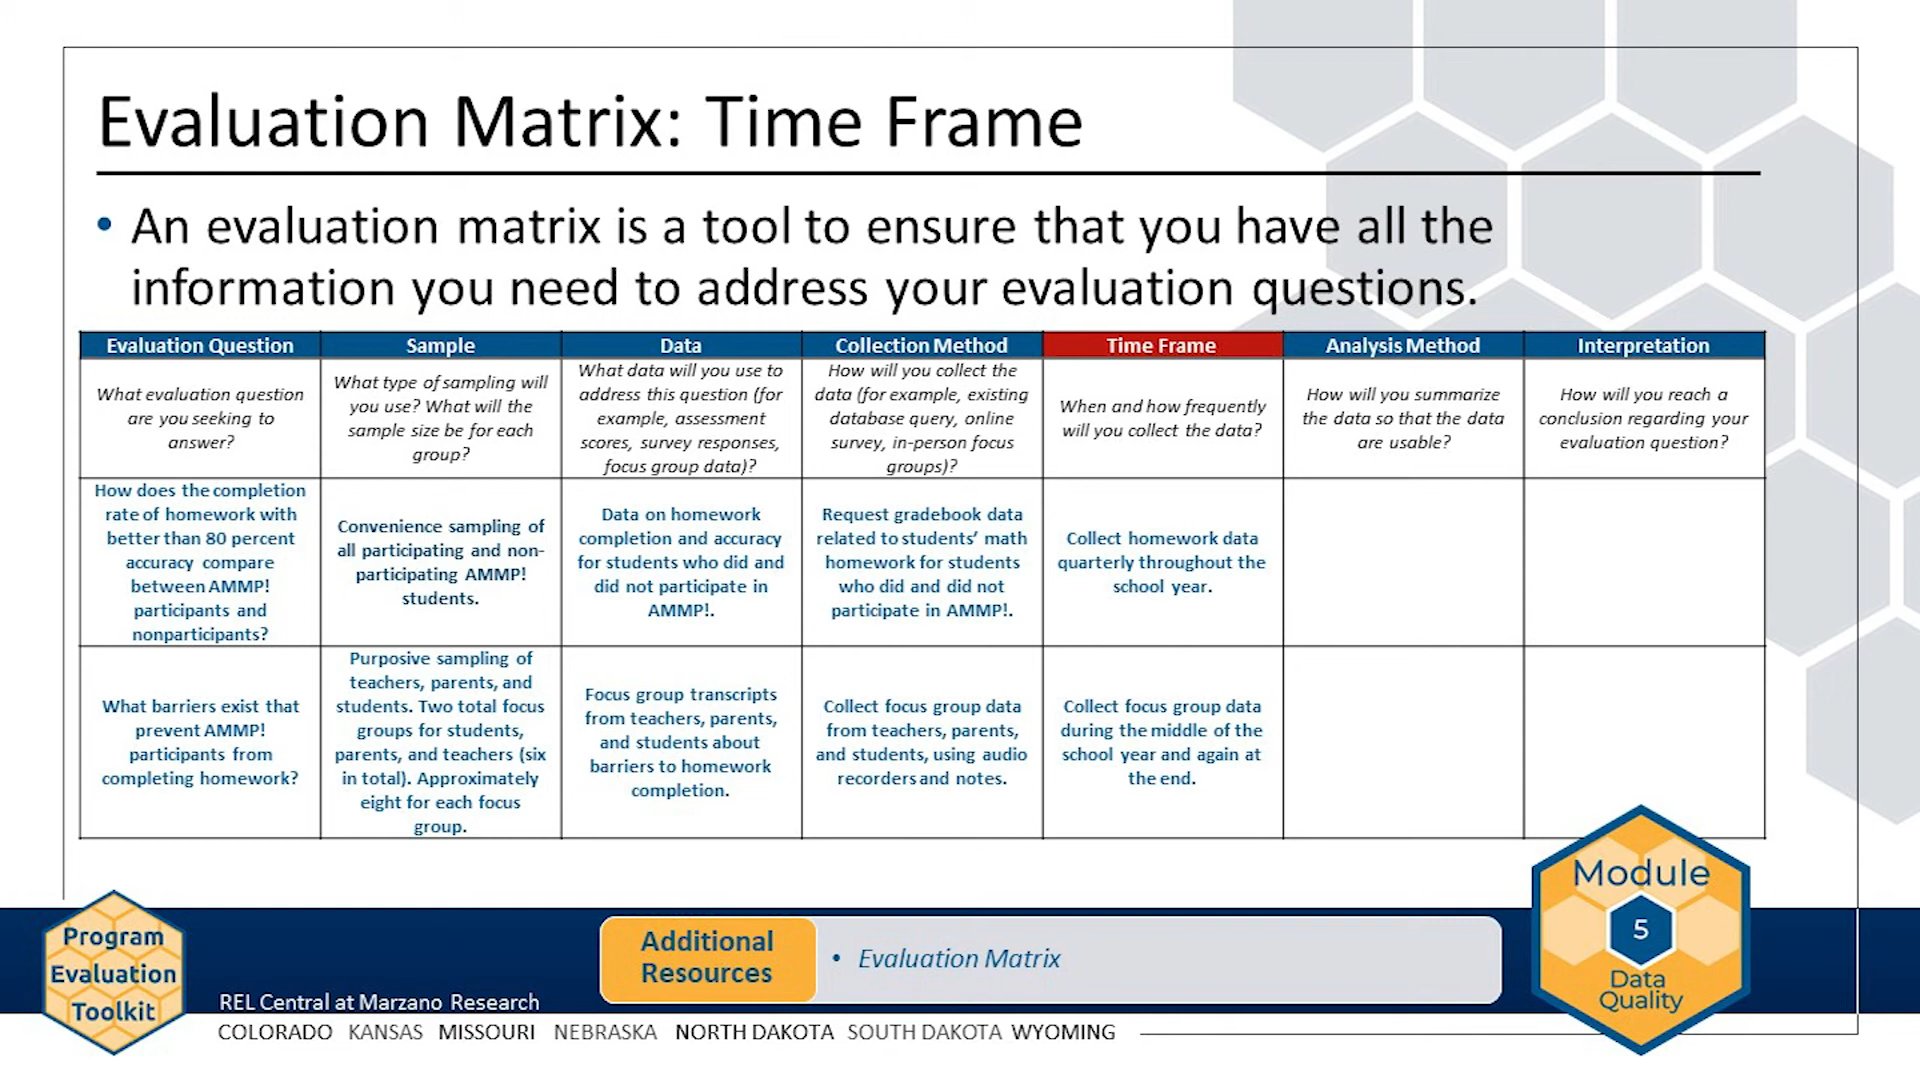 Evaluation Matrix: Time Frame
• An evaluation matrix is a tool to ensure that you have all the
information you need to address your evaluation questions.
Evaluation Question
Sample
Data
Collection Method
Time Frame
Analysis Method
Interpretation
What evaluation question
are you seeking to
answer?
What type of sampling will
you use? What will the
sample size be for each
group?
What data will you use to
address this question (for
example, assessment
scores, survey responses,
focus group data)?
How will you collect the
data (for example, existing
database query, online
survey, in-person focus
groups)?
When and how frequently
will you collect the data?
How will you summarize
the data so that the data
are usable?
How will you reach a
conclusion regarding your
evaluation question?
How does the completion
rate of homework with
better than 80 percent
accuracy compare
between AMMP!
participants and
nonparticipants?
Convenience sampling of
all participating and non-
participating AMMP!
students.
Data on homework
completion and accuracy
for students who did and
did not participate in
AMMP!.
Request gradebook data
related to students’ math
homework for students
who did and did not
participate in AMMP!.
Collect homework data
quarterly throughout the
school year.
What barriers exist that
prevent AMMP!
participants from
completing homework?
Purposive sampling of
teachers, parents, and
students. Two total focus
groups for students,
parents, and teachers (six
in total). Approximately
eight for each focus
group.
Focus group transcripts
from teachers, parents,
and students about
barriers to homework
completion.
Collect focus group data
from teachers, parents,
and students, using audio
recorders and notes.
Collect focus group data
during the middle of the
school year and again at
the end.
Program
Evaluation
Toolkit
REL Central at Marzano Research
COLORADO KANSAS MISSOURI NEBRASKA NORTH DAKOTA SOUTH DAKOTA WYOMING
Additional
Resources
• Evaluation Matrix
Module
5
Data
Quality